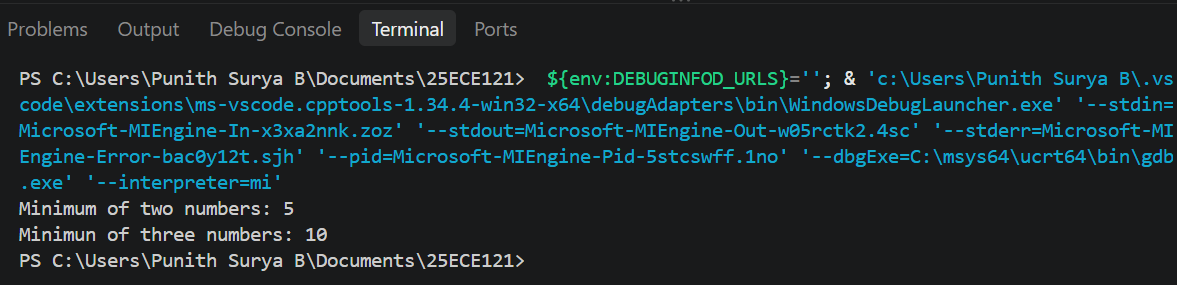 Problems Output Debug Console Terminal Ports
PS C:\Users\Punith Surya B\Documents\25ECE121>  ${env:DEBUGINFOD_URLS}=''; & 'c:\Users\Punith Surya B\.vs
code\extensions\ms-vscode.cpptools-1.34.4-win32-x64\debugAdapters\bin\WindowsDebugLauncher.exe' '--stdin=
Microsoft-MIEngine-In-x3xa2nnk.zoz' '--stdout=Microsoft-MIEngine-Out-w05rctk2.4sc' '--stderr=Microsoft-MI
Engine-Error-bac0y12t.sjh' '--pid=Microsoft-MIEngine-Pid-5stcswff.1no' '--dbgExe=C:\msys64\ucrt64\bin\gdb
.exe' '--interpreter=mi'
Minimum of two numbers: 5
Minimun of three numbers: 10
PS C:\Users\Punith Surya B\Documents\25ECE121>